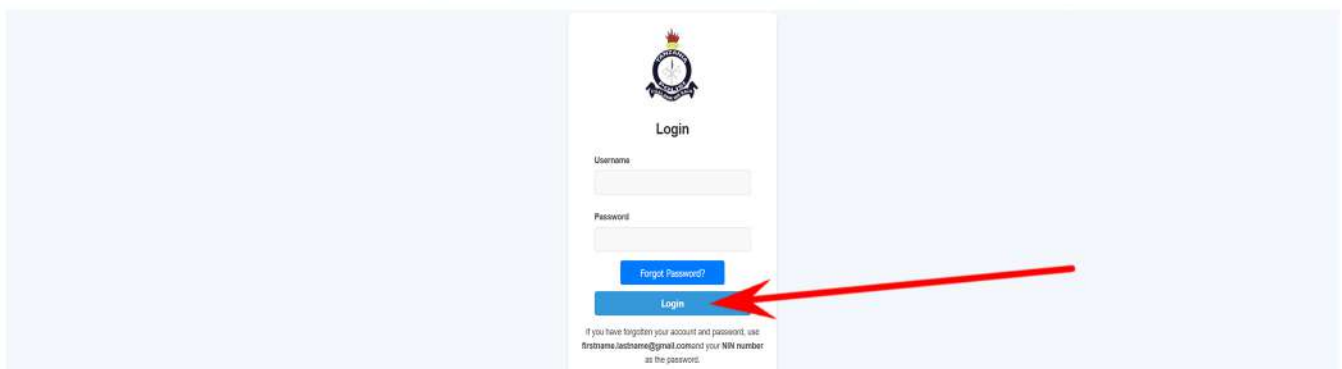 TANZANIA
Login
Username
Password
Forgot Password?
Login
If you have forgotten your account and password, use
firstname.lastname@gmail.comand your NIN number
as the password.